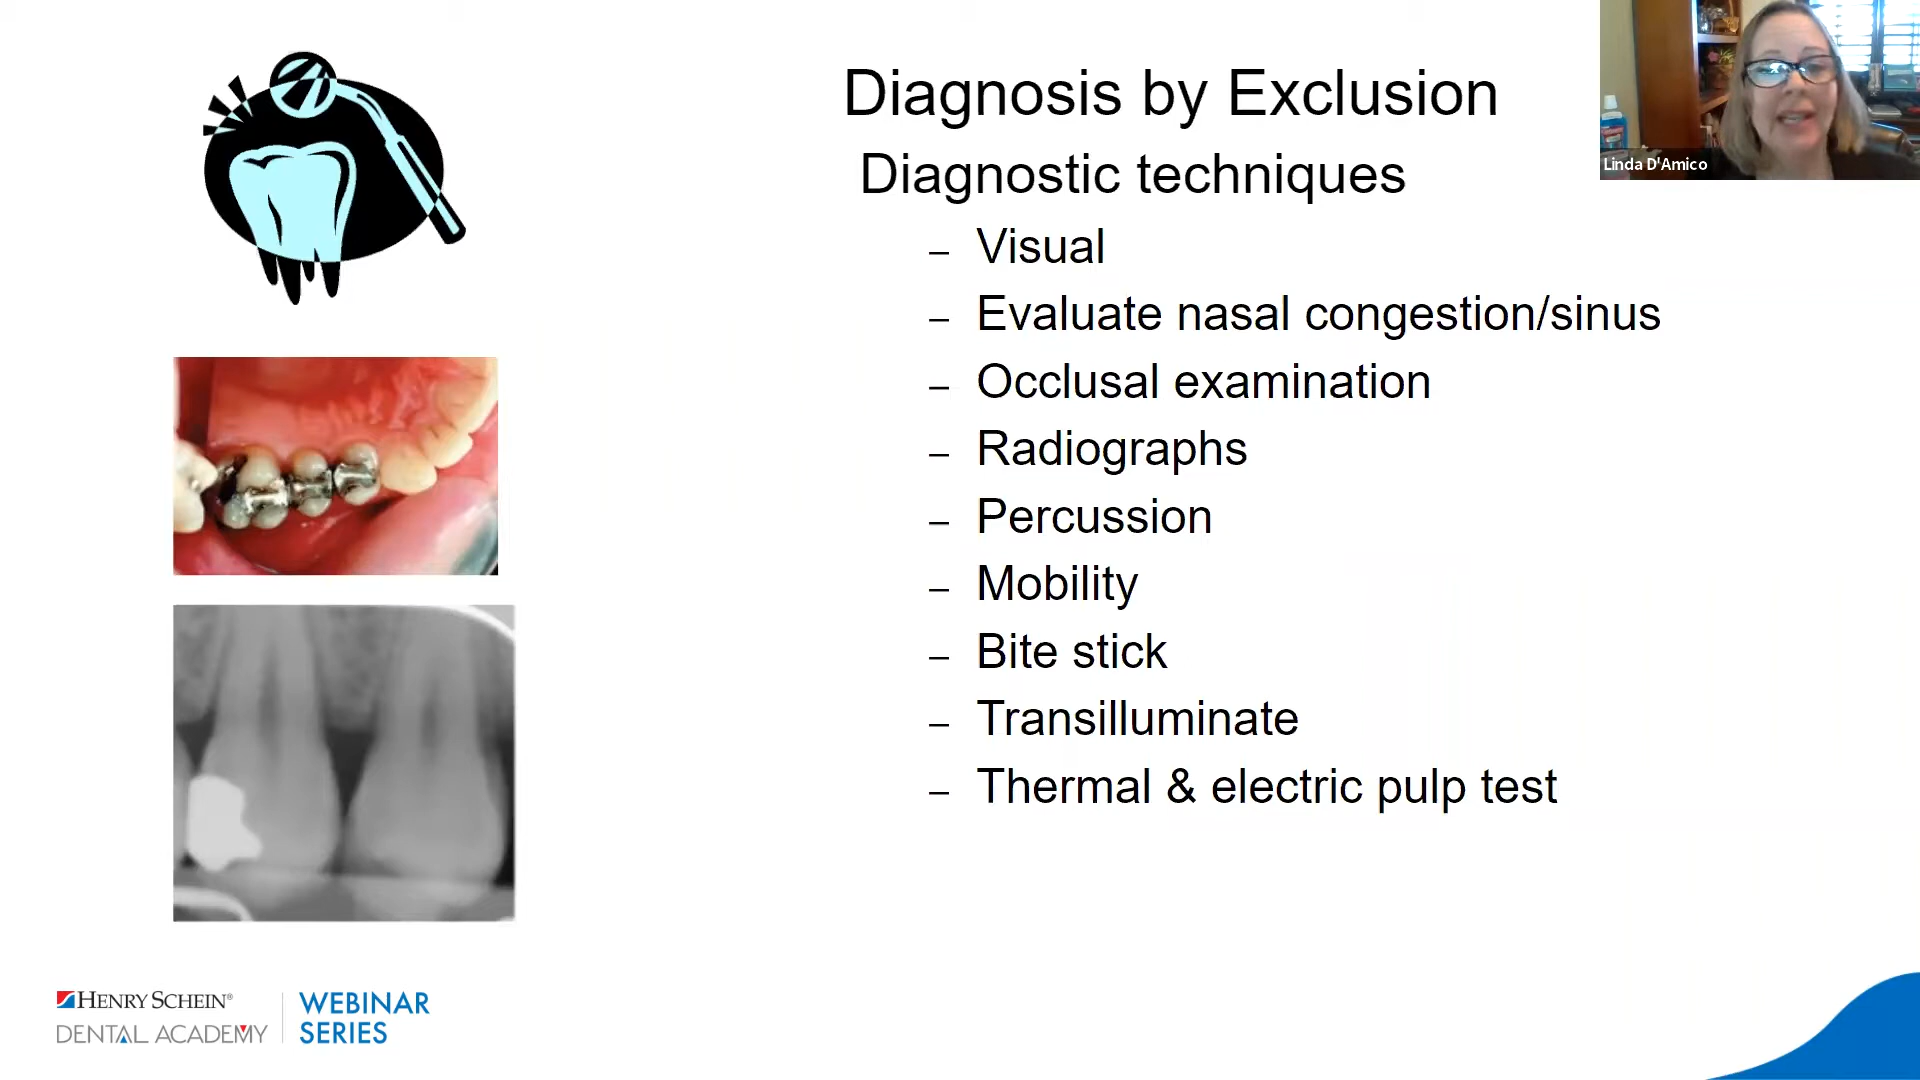 Diagnosis by Exclusion
Diagnostic techniques
– Visual
– Evaluate nasal congestion/sinus
– Occlusal examination
– Radiographs
– Percussion
– Mobility
– Bite stick
– Transilluminate
– Thermal & electric pulp test
Linda D'Amico
HENRY SCHEIN®
DENTAL ACADEMY
WEBINAR
SERIES